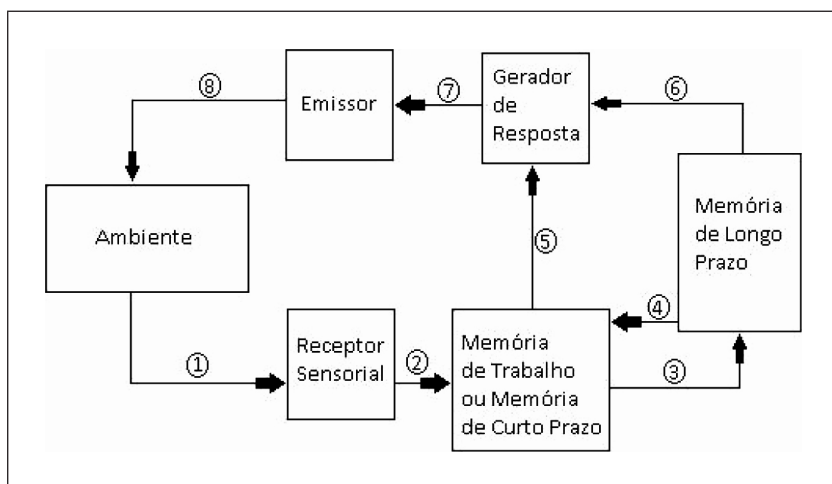 ⑧
Emissor
⑦
Gerador
de
Resposta
⑥
Ambiente
⑤
Memória
de Longo
Prazo
①
Receptor
Sensorial
②
Memória
de Trabalho
ou Memória
de Curto Prazo
④
③